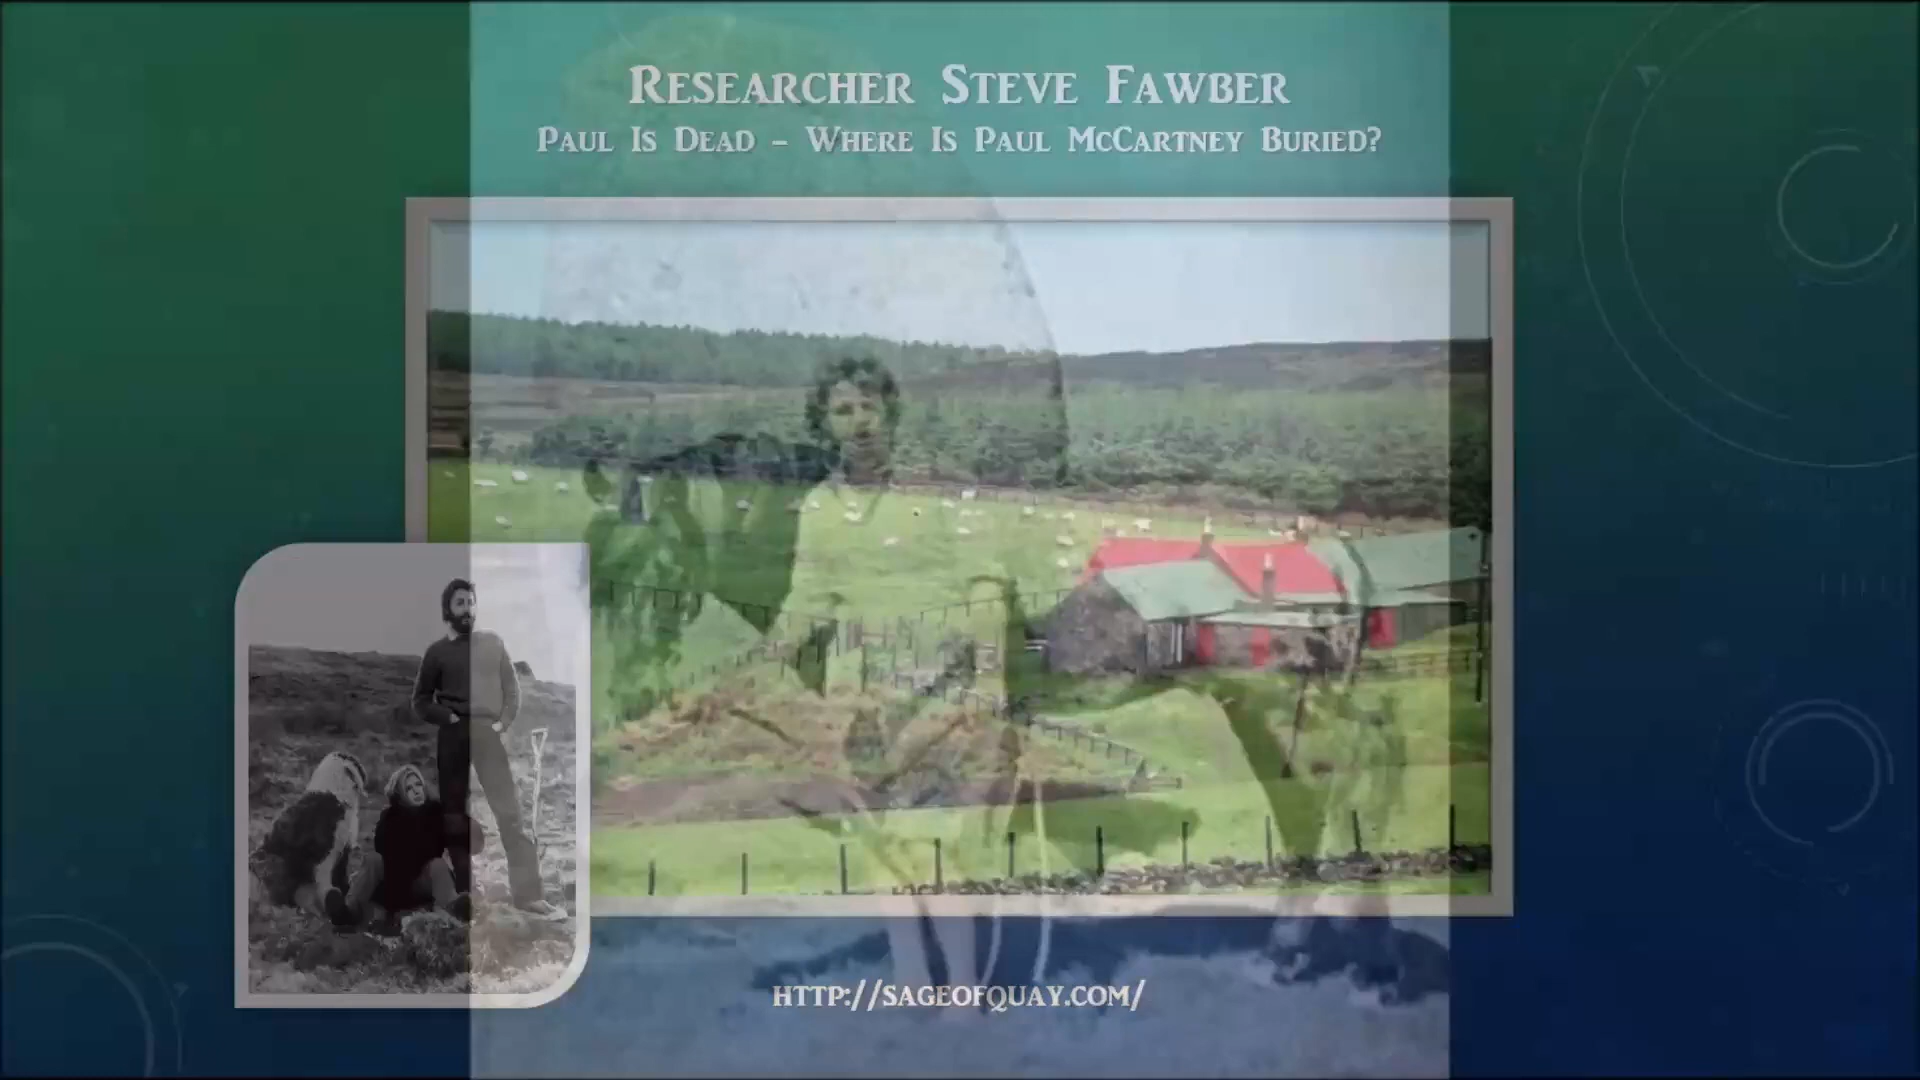 Researcher Steve Fawber
Paul Is Dead – Where Is Paul McCartney Buried?
http://sageofquay.com/